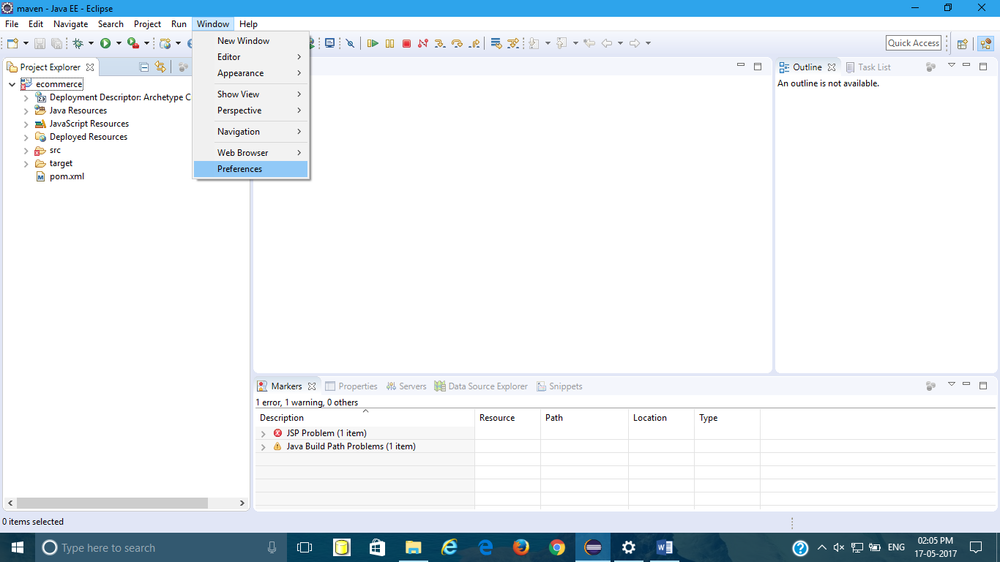 maven - Java EE - Eclipse
File Edit Navigate Search Project Run Window Help
New Window
Editor
Appearance
Show View
Perspective
Navigation
Web Browser
Preferences
Quick Access
Project Explorer
ecommerce
Deployment Descriptor: Archetype C
Java Resources
JavaScript Resources
Deployed Resources
src
target
pom.xml
Outline Task List
An outline is not available.
Markers Properties Servers Data Source Explorer Snippets
1 error, 1 warning, 0 others
Description Resource Path Location Type
JSP Problem (1 item)
Java Build Path Problems (1 item)
0 items selected
Type here to search
ENG
02:05 PM
17-05-2017